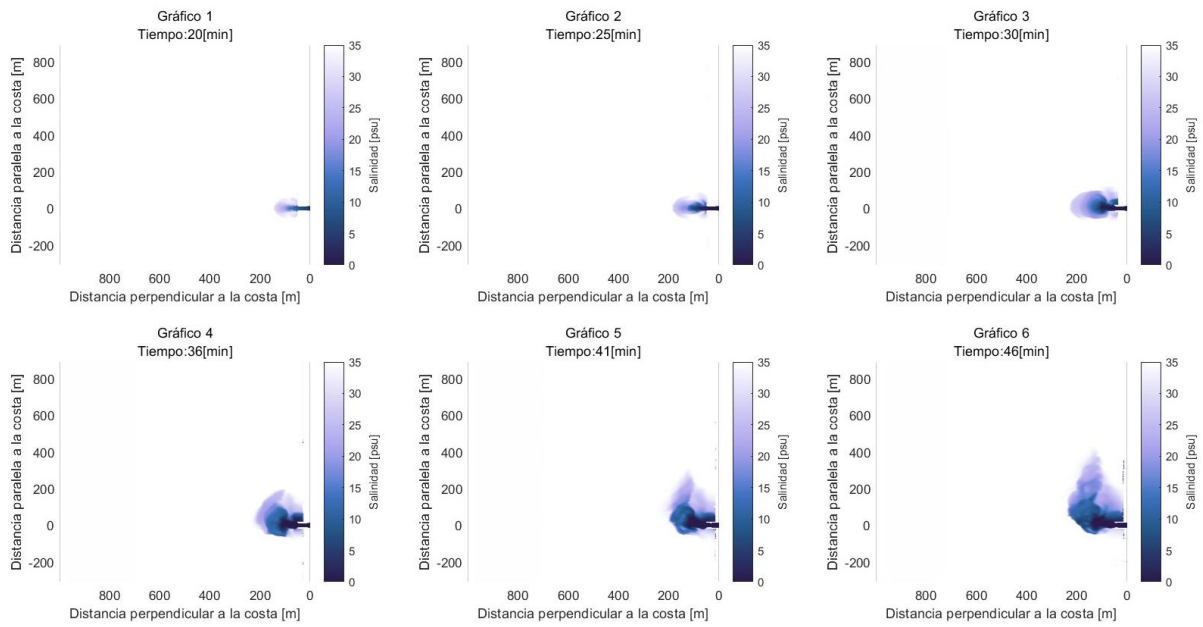 Gráfico 1
Tiempo:20[min]
Distancia paralela a la costa [m]
800
600
400
200
0
-200
800 600 400 200 0
Distancia perpendicular a la costa [m]
35
30
25
20
15
10
5
0
Salinidad [psu]
Gráfico 2
Tiempo:25[min]
Distancia paralela a la costa [m]
800
600
400
200
0
-200
800 600 400 200 0
Distancia perpendicular a la costa [m]
35
30
25
20
15
10
5
0
Salinidad [psu]
Gráfico 3
Tiempo:30[min]
Distancia paralela a la costa [m]
800
600
400
200
0
-200
800 600 400 200 0
Distancia perpendicular a la costa [m]
35
30
25
20
15
10
5
0
Salinidad [psu]
Gráfico 4
Tiempo:36[min]
Distancia paralela a la costa [m]
800
600
400
200
0
-200
800 600 400 200 0
Distancia perpendicular a la costa [m]
35
30
25
20
15
10
5
0
Salinidad [psu]
Gráfico 5
Tiempo:41[min]
Distancia paralela a la costa [m]
800
600
400
200
0
-200
800 600 400 200 0
Distancia perpendicular a la costa [m]
35
30
25
20
15
10
5
0
Salinidad [psu]
Gráfico 6
Tiempo:46[min]
Distancia paralela a la costa [m]
800
600
400
200
0
-200
800 600 400 200 0
Distancia perpendicular a la costa [m]
35
30
25
20
15
10
5
0
Salinidad [psu]